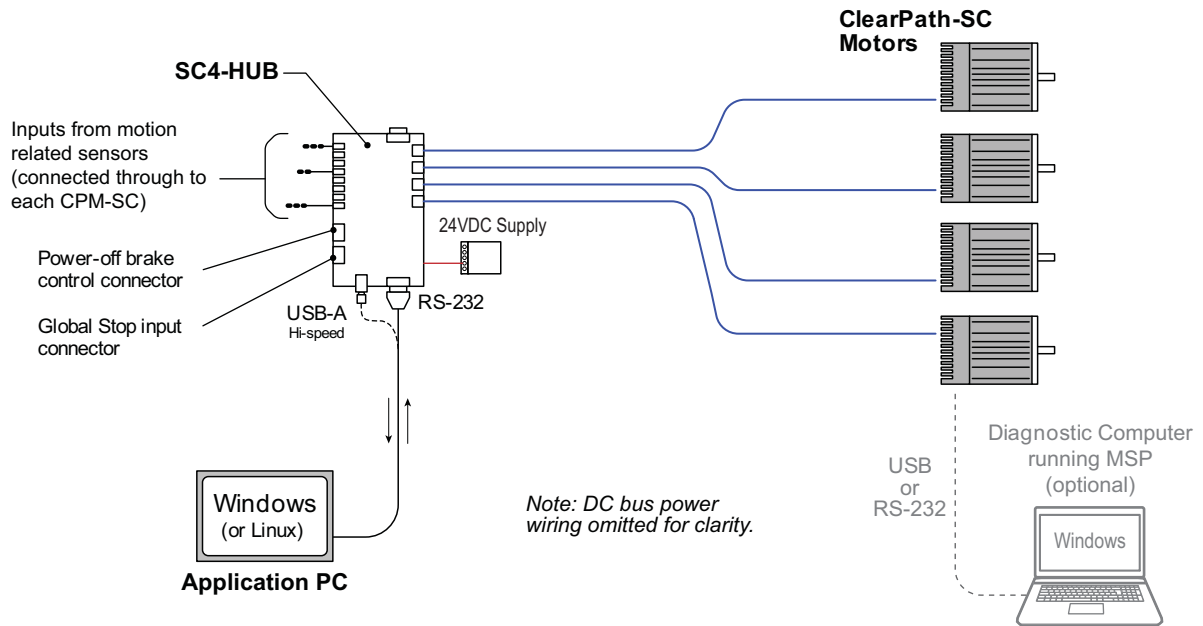 ClearPath-SC
Motors
SC4-HUB
Inputs from motion
related sensors
(connected through to
each CPM-SC)
24VDC Supply
Power-off brake
control connector
RS-232
USB-A
Hi-speed
Global Stop input
connector
Diagnostic Computer
running MSP
(optional)
USB
or
RS-232
Windows
(or Linux)
Note: DC bus power
wiring omitted for clarity.
Windows
Application PC